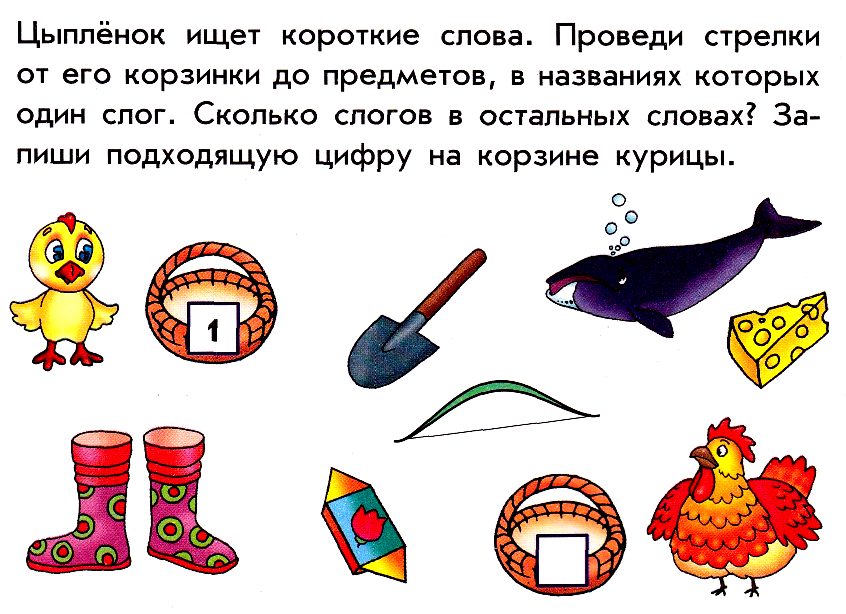 Цыплёнок ищет короткие слова. Проведи стрелки
от его корзинки до предметов, в названиях которых
один слог. Сколько слогов в остальных словах? За-
пиши подходящую цифру на корзине курицы.
1